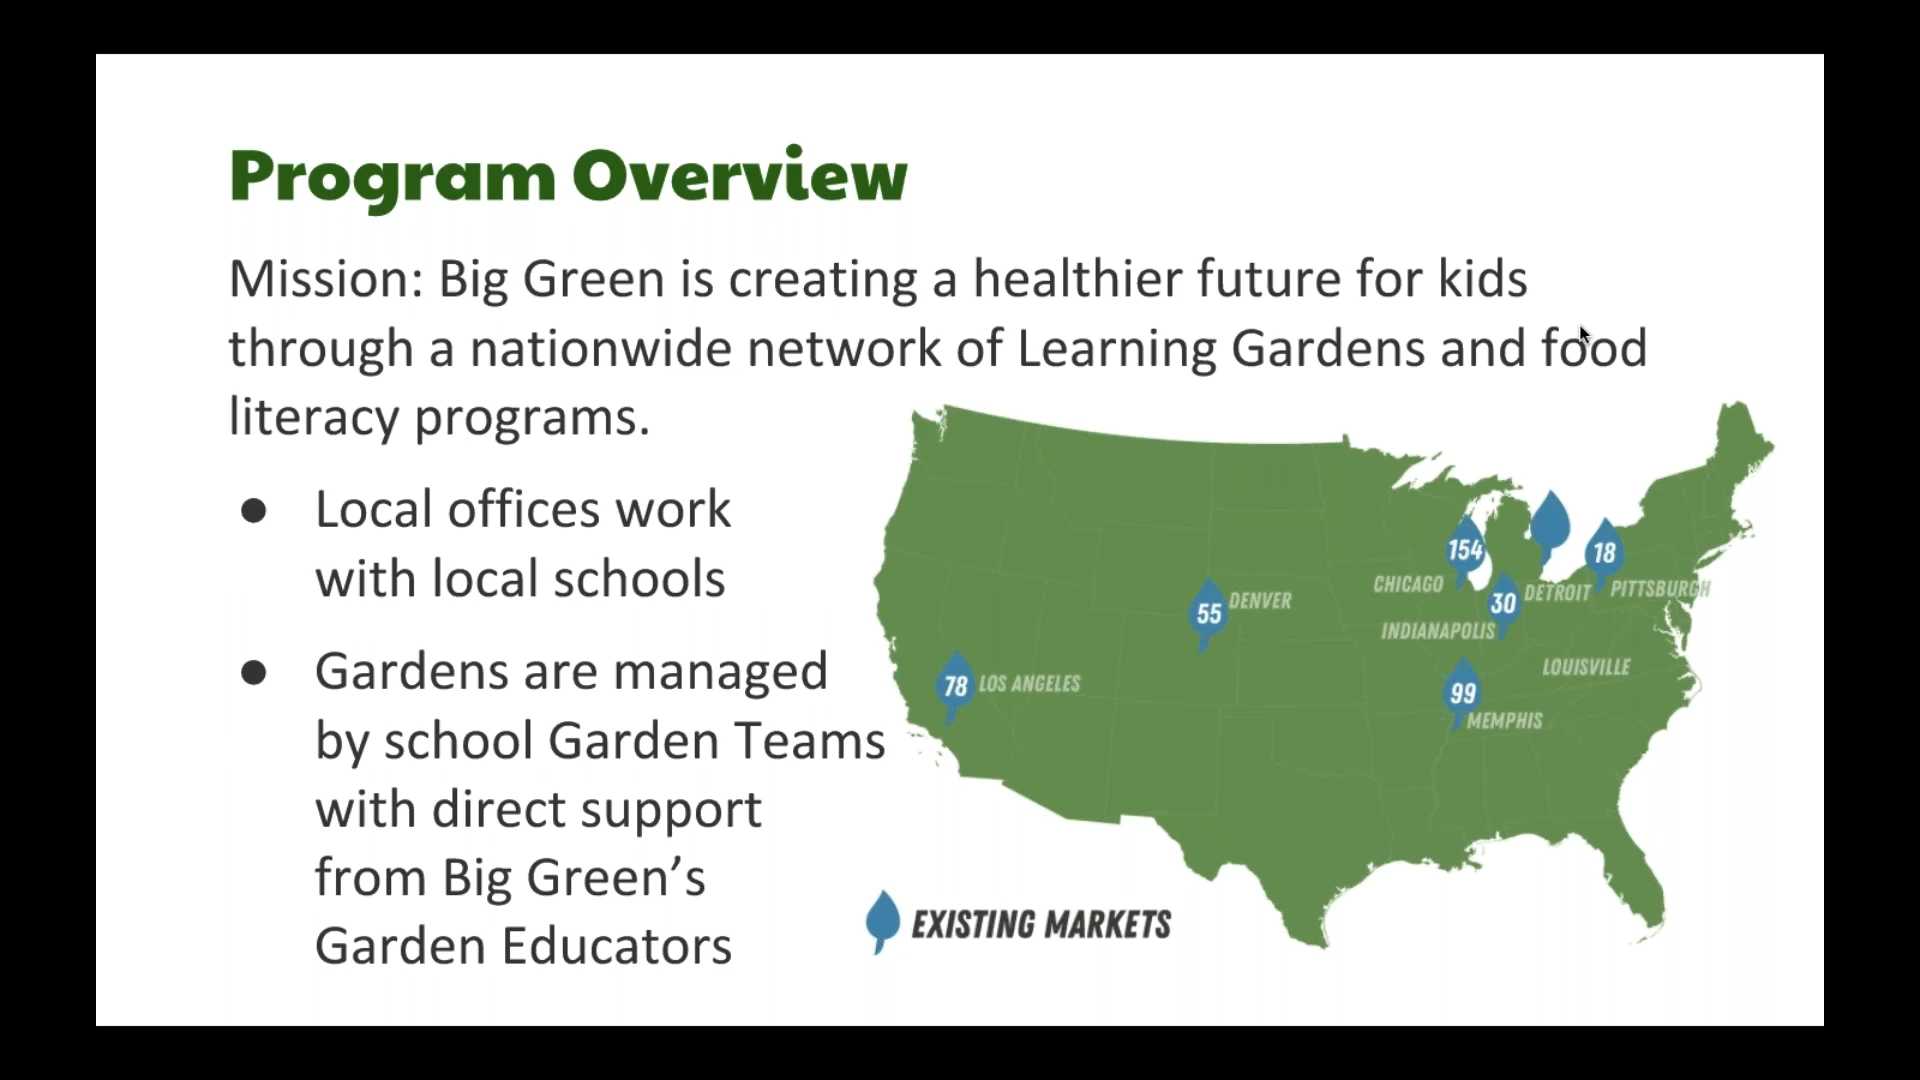 Program Overview
Mission: Big Green is creating a healthier future for kids
through a nationwide network of Learning Gardens and food
literacy programs.
● Local offices work
with local schools
● Gardens are managed
by school Garden Teams
with direct support
from Big Green’s
Garden Educators
154
18
CHICAGO
DETROIT
PITTSBURGH
55
DENVER
30
INDIANAPOLIS
LOUISVILLE
78
LOS ANGELES
99
MEMPHIS
EXISTING MARKETS